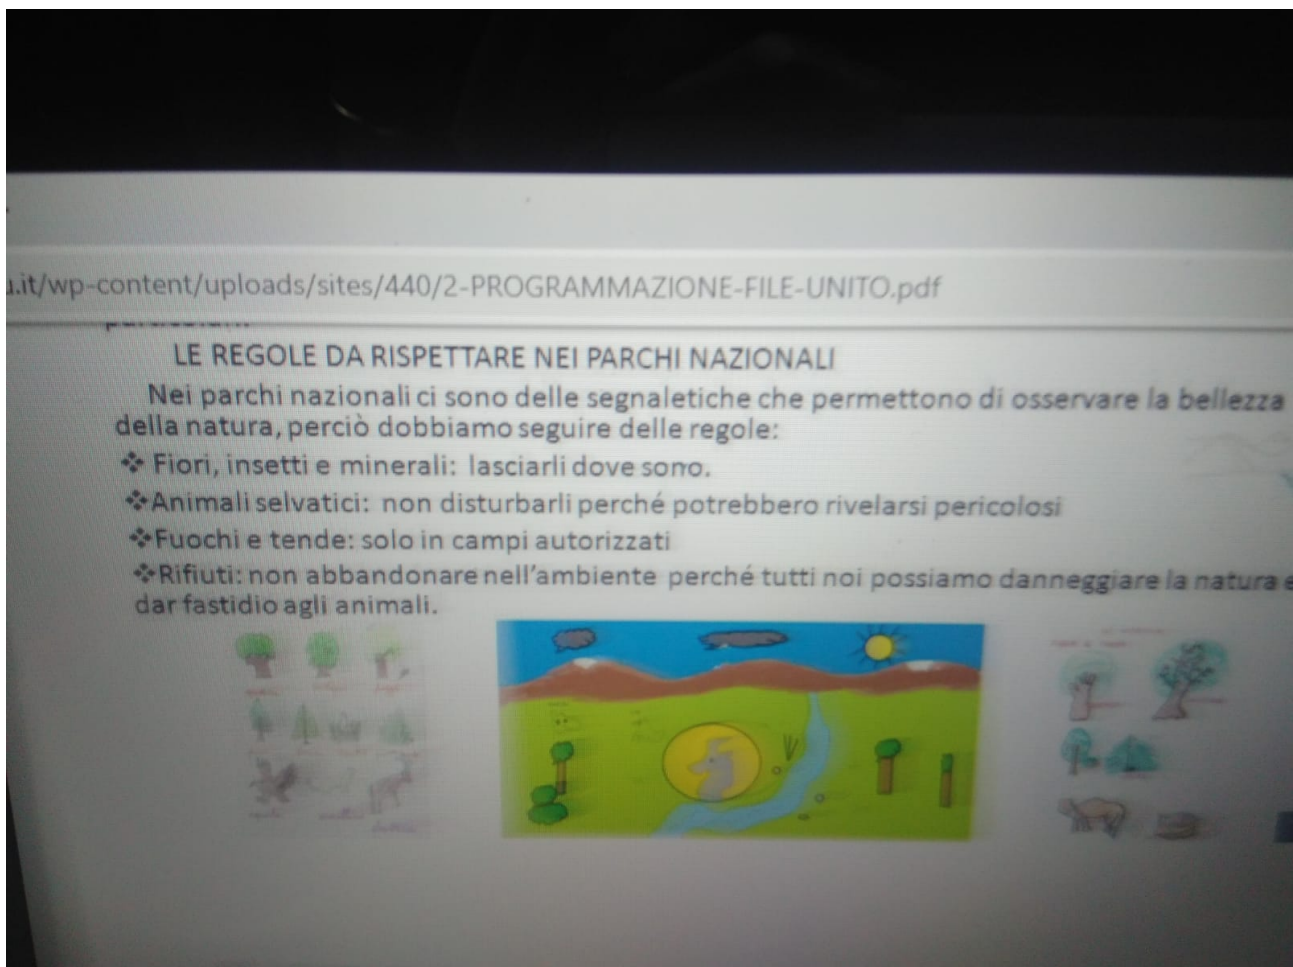 u.it/wp-content/uploads/sites/440/2-PROGRAMMAZIONE-FILE-UNITO.pdf
LE REGOLE DA RISPETTARE NEI PARCHI NAZIONALI
Nei parchi nazionali ci sono delle segnaletiche che permettono di osservare la bellezza
della natura, perciò dobbiamo seguire delle regole:
❖ Fiori, insetti e minerali: lasciarli dove sono.
❖Animali selvatici: non disturbarli perché potrebbero rivelarsi pericolosi
❖Fuochi e tende: solo in campi autorizzati
❖Rifiuti: non abbandonare nell'ambiente perché tutti noi possiamo danneggiare la natura e
dar fastidio agli animali.